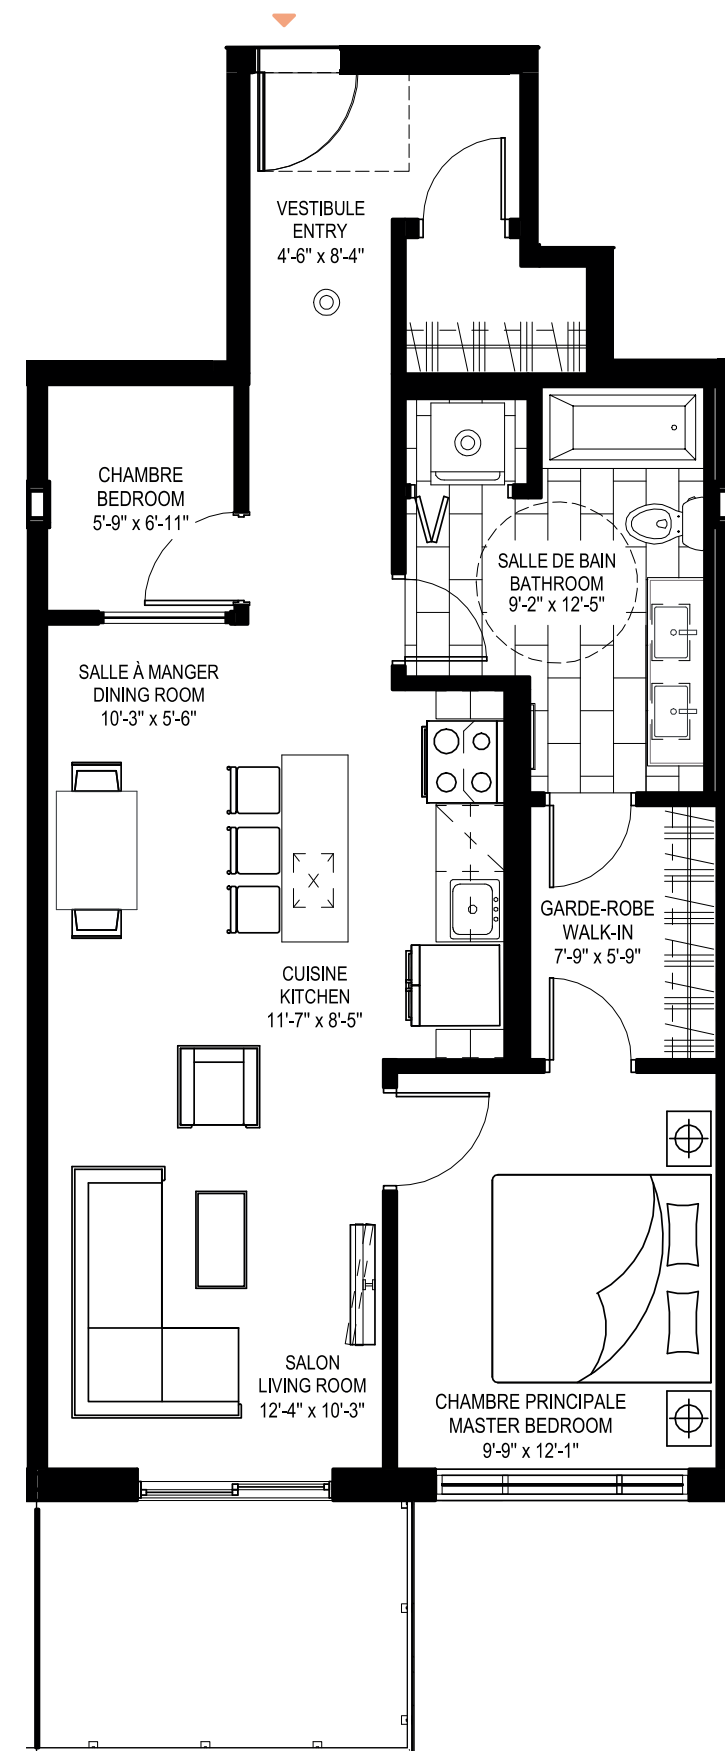 VESTIBULE
ENTRY
4'-6" x 8'-4"
CHAMBRE
BEDROOM
5'-9" x 6'-11"
SALLE DE BAIN
BATHROOM
9'-2" x 12'-5"
SALLE À MANGER
DINING ROOM
10'-3" x 5'-6"
GARDE-ROBE
WALK-IN
7'-9" x 5'-9"
CUISINE
KITCHEN
11'-7" x 8'-5"
SALON
LIVING ROOM
12'-4" x 10'-3"
CHAMBRE PRINCIPALE
MASTER BEDROOM
9'-9" x 12'-1"